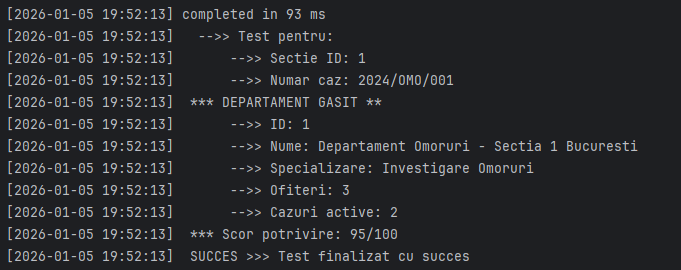 [2026-01-05 19:52:13] completed in 93 ms
[2026-01-05 19:52:13] -->> Test pentru:
[2026-01-05 19:52:13] -->> Sectie ID: 1
[2026-01-05 19:52:13] -->> Numar caz: 2024/OMO/001
[2026-01-05 19:52:13] *** DEPARTAMENT GASIT **
[2026-01-05 19:52:13] -->> ID: 1
[2026-01-05 19:52:13] -->> Nume: Departament Omoruri - Sectia 1 Bucuresti
[2026-01-05 19:52:13] -->> Specializare: Investigare Omoruri
[2026-01-05 19:52:13] -->> Ofiteri: 3
[2026-01-05 19:52:13] -->> Cazuri active: 2
[2026-01-05 19:52:13] *** Scor potrivire: 95/100
[2026-01-05 19:52:13] SUCCES >>> Test finalizat cu succes